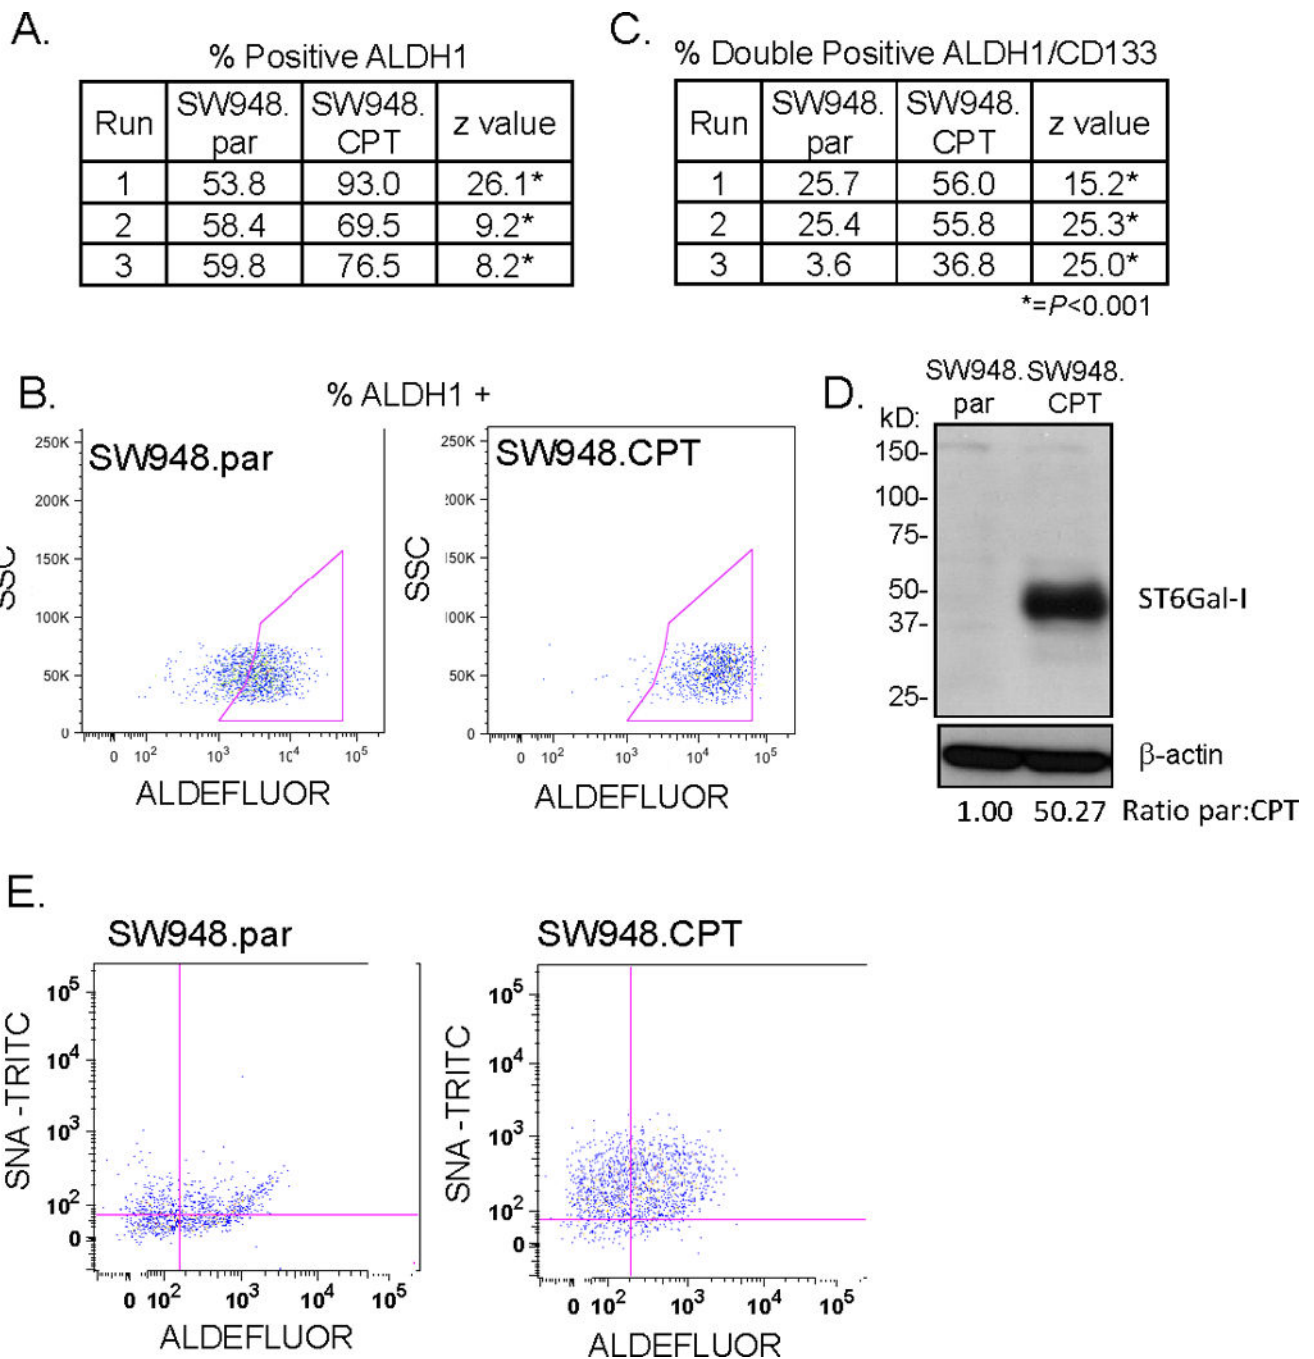 A.
% Positive ALDH1
Run SW948.par SW948.CPT z value
1 53.8 93.0 26.1*
2 58.4 69.5 9.2*
3 59.8 76.5 8.2*
C.
% Double Positive ALDH1/CD133
Run SW948.par SW948.CPT z value
1 25.7 56.0 15.2*
2 25.4 55.8 25.3*
3 3.6 36.8 25.0*
*=P<0.001
B.
% ALDH1 +
SW948.par
SSC
250K
200K
150K
100K
50K
0
0 10² 10³ 10⁴ 10⁵
ALDEFLUOR
SW948.CPT
SSC
250K
200K
150K
100K
50K
0
0 10² 10³ 10⁴ 10⁵
ALDEFLUOR
D.
SW948. SW948.
par CPT
kD:
150-
100-
75-
50-
37-
25-
ST6Gal-I
β-actin
1.00 50.27 Ratio par:CPT
E.
SW948.par
SNA -TRITC
10⁵
10⁴
10³
10²
0
0 10² 10³ 10⁴ 10⁵
ALDEFLUOR
SW948.CPT
SNA -TRITC
10⁵
10⁴
10³
10²
0
0 10² 10³ 10⁴ 10⁵
ALDEFLUOR